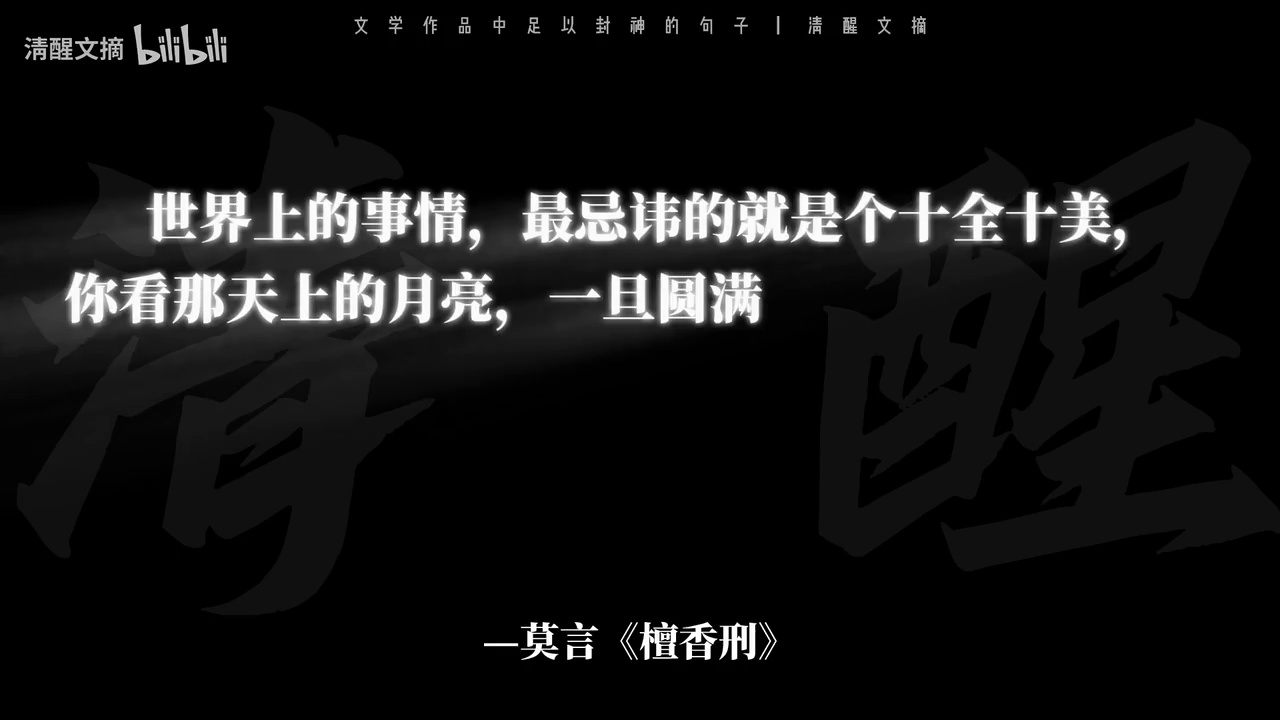 文学作品中足以封神的句子 | 清醒文摘
清醒文摘 bilibili
清醒
世界上的事情，最忌讳的就是个十全十美，
你看那天上的月亮，一旦圆满
—莫言《檀香刑》